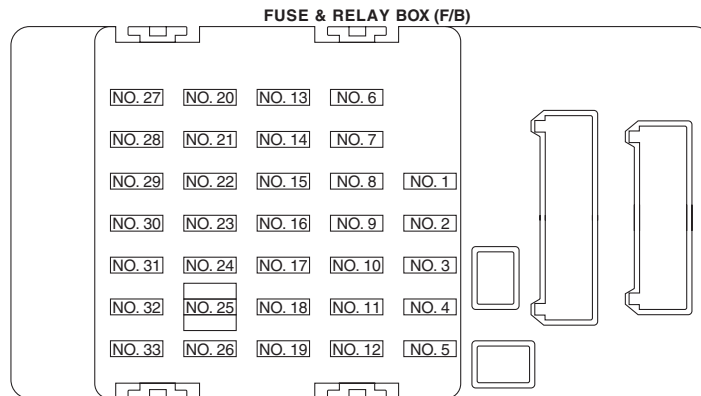 FUSE & RELAY BOX (F/B)
NO. 27 NO. 20 NO. 13 NO. 6
NO. 28 NO. 21 NO. 14 NO. 7
NO. 29 NO. 22 NO. 15 NO. 8 NO. 1
NO. 30 NO. 23 NO. 16 NO. 9 NO. 2
NO. 31 NO. 24 NO. 17 NO. 10 NO. 3
NO. 32 NO. 25 NO. 18 NO. 11 NO. 4
NO. 33 NO. 26 NO. 19 NO. 12 NO. 5